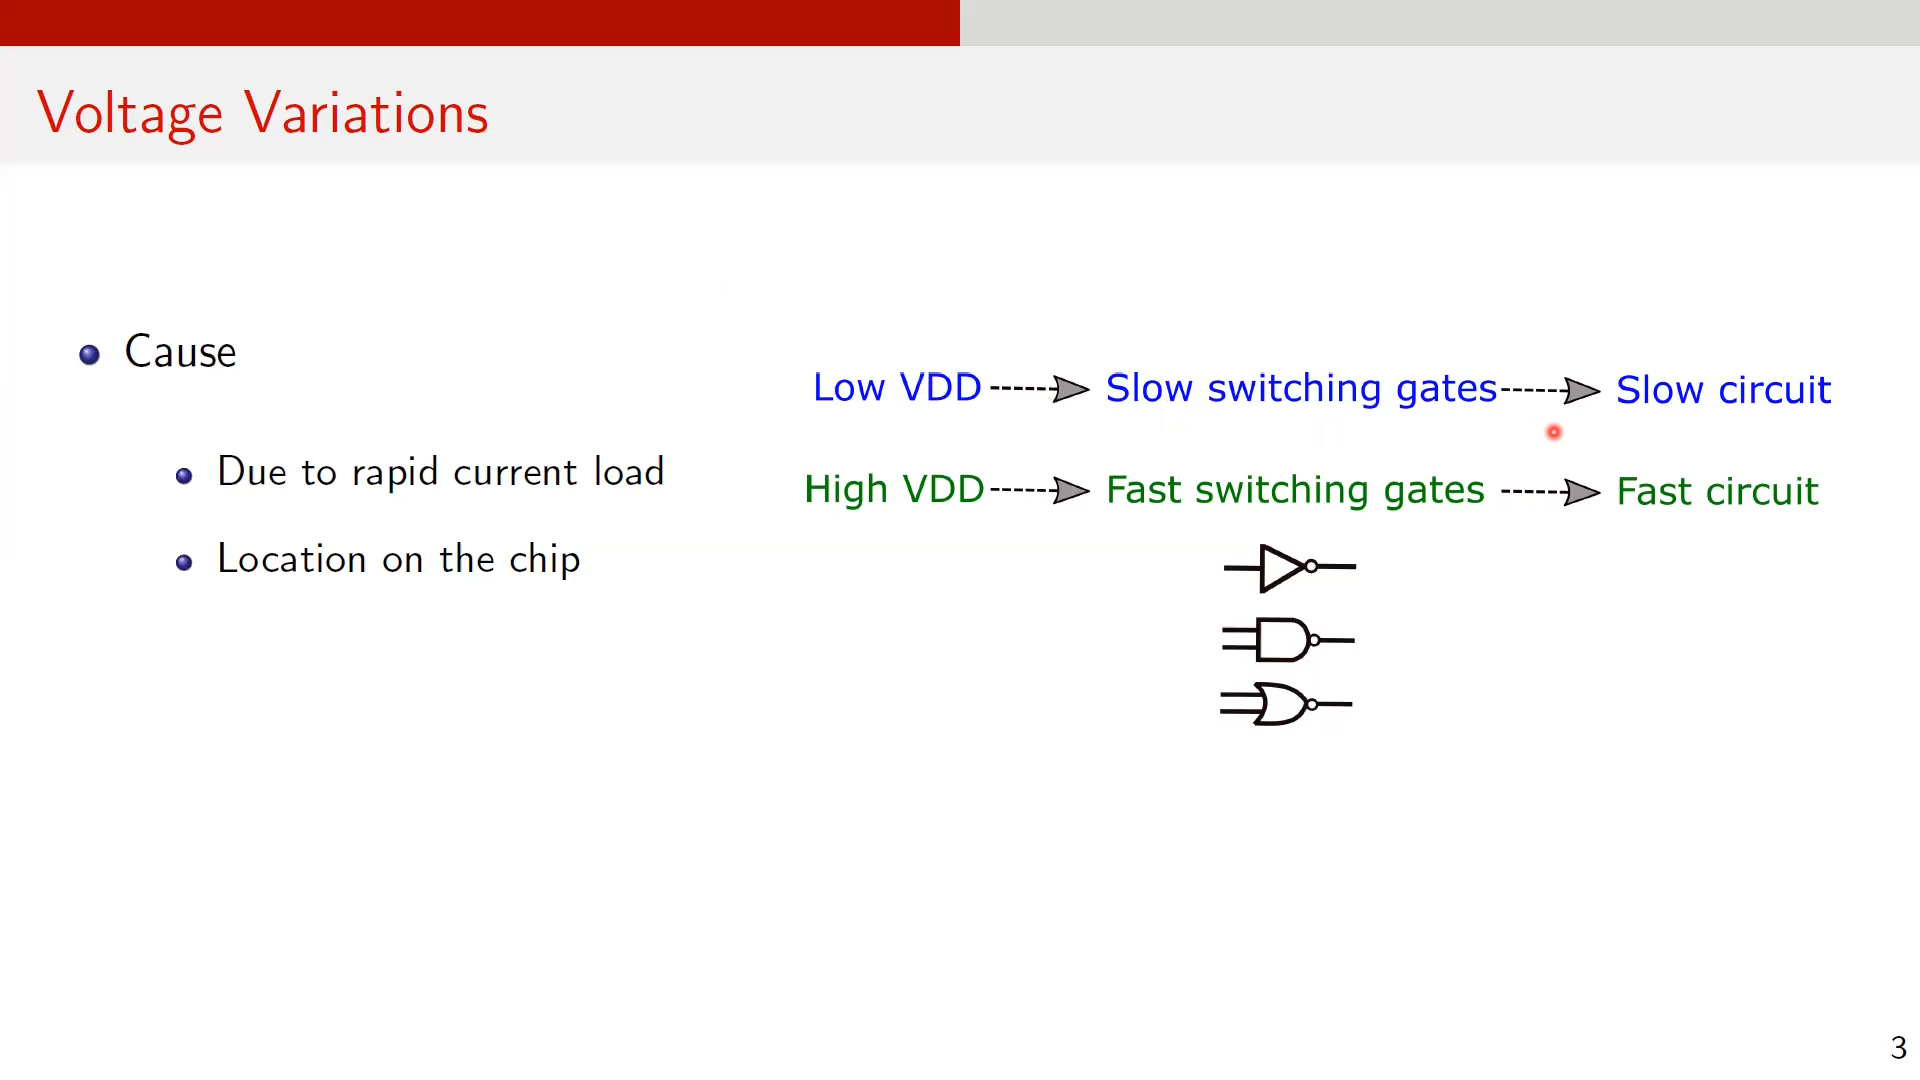 Voltage Variations
Cause
Due to rapid current load
Location on the chip
Low VDD Slow switching gates Slow circuit
High VDD Fast switching gates Fast circuit
3